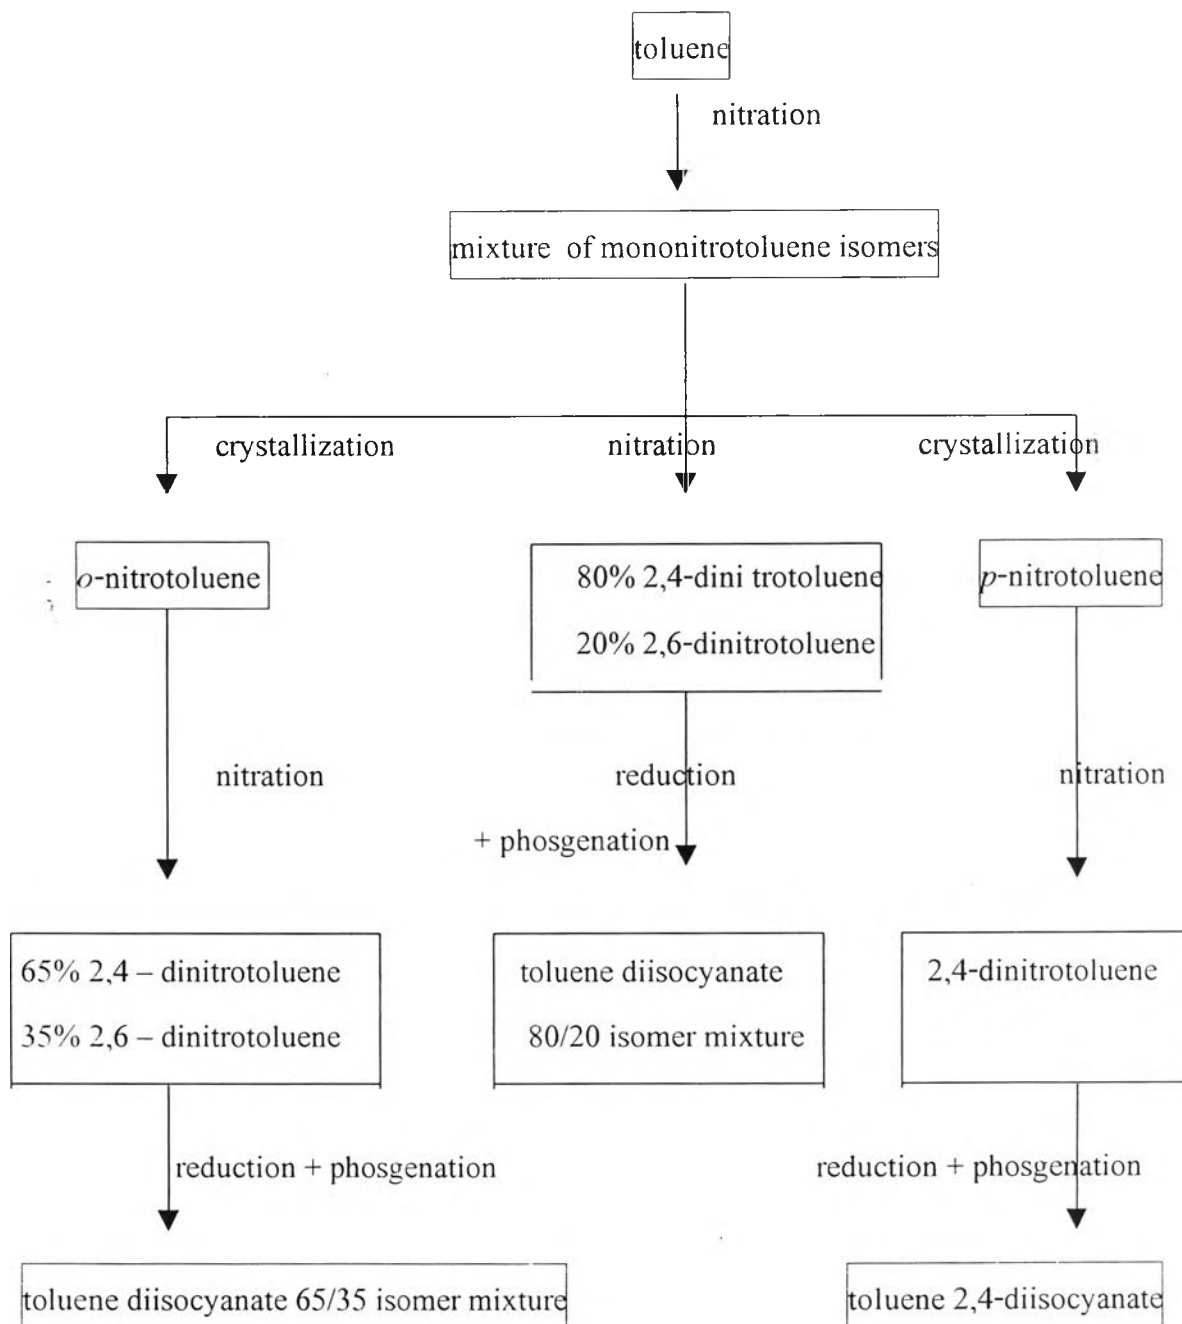 toluene
nitration
mixture of mononitrotoluene isomers
crystallization nitration crystallization
o-nitrotoluene
80% 2,4-dini trotoluene
20% 2,6-dinitrotoluene
p-nitrotoluene
nitration
reduction
+ phosgenation
nitration
65% 2,4 – dinitrotoluene
35% 2,6 – dinitrotoluene
toluene diisocyanate
80/20 isomer mixture
2,4-dinitrotoluene
reduction + phosgenation
reduction + phosgenation
toluene diisocyanate 65/35 isomer mixture
toluene 2,4-diisocyanate